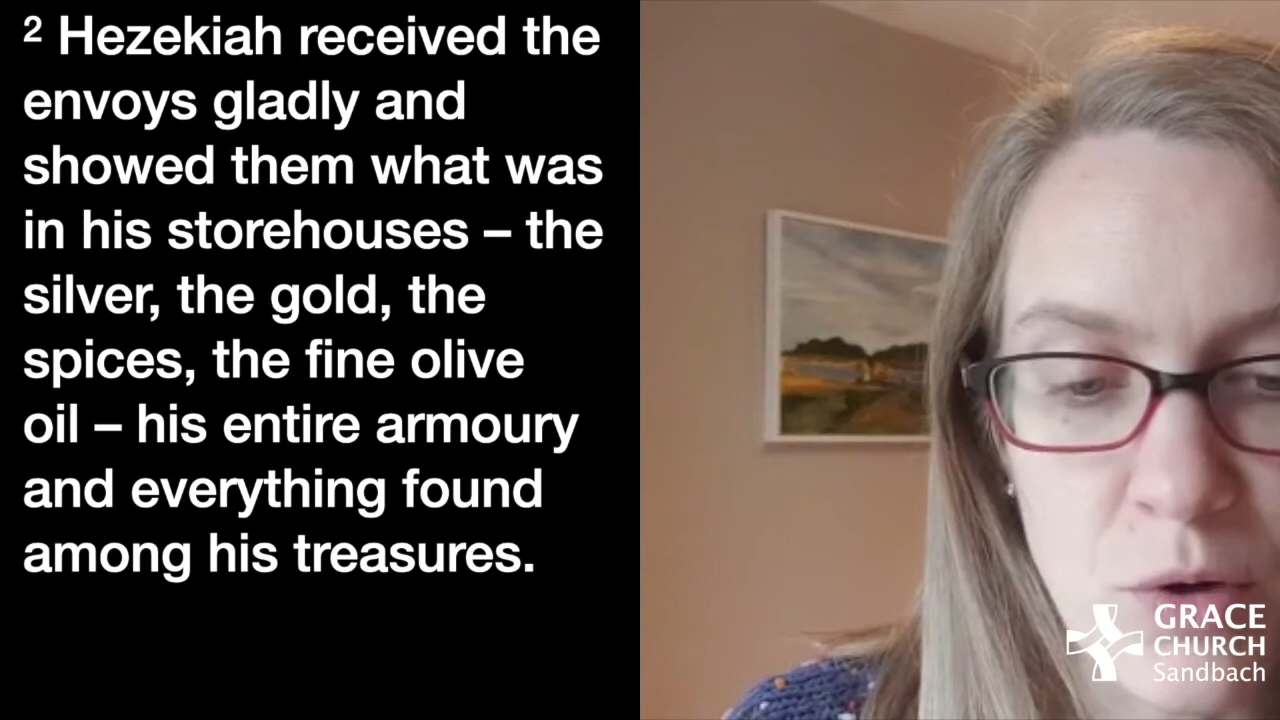 2 Hezekiah received the
envoys gladly and
showed them what was
in his storehouses – the
silver, the gold, the
spices, the fine olive
oil – his entire armoury
and everything found
among his treasures.
GRACE
CHURCH
Sandbach